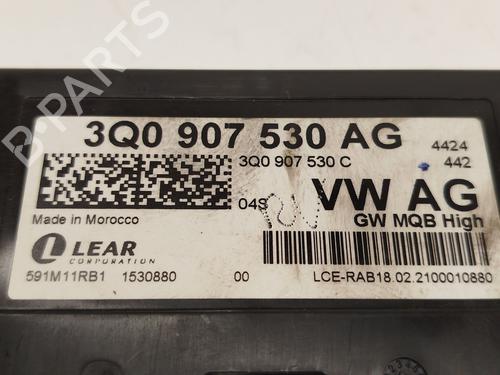 3Q0 907 530 AG 4424
3Q0 907 530 C 442
04S VW AG
Made in Morocco GW MQB High
LEAR
CORPORATION
591M11RB1 1530880 00 LCE-RAB18.02.2100010880
B-PARTS